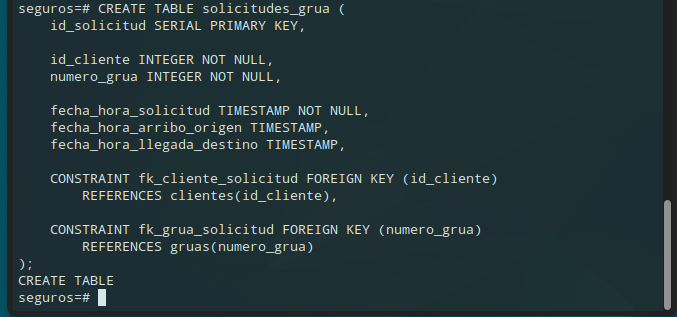 seguros=# CREATE TABLE solicitudes_grua (
    id_solicitud SERIAL PRIMARY KEY,
    id_cliente INTEGER NOT NULL,
    numero_grua INTEGER NOT NULL,
    fecha_hora_solicitud TIMESTAMP NOT NULL,
    fecha_hora_arribo_origen TIMESTAMP,
    fecha_hora_llegada_destino TIMESTAMP,
    CONSTRAINT fk_cliente_solicitud FOREIGN KEY (id_cliente)
        REFERENCES clientes(id_cliente),
    CONSTRAINT fk_grua_solicitud FOREIGN KEY (numero_grua)
        REFERENCES gruas(numero_grua)
);
CREATE TABLE
seguros=#